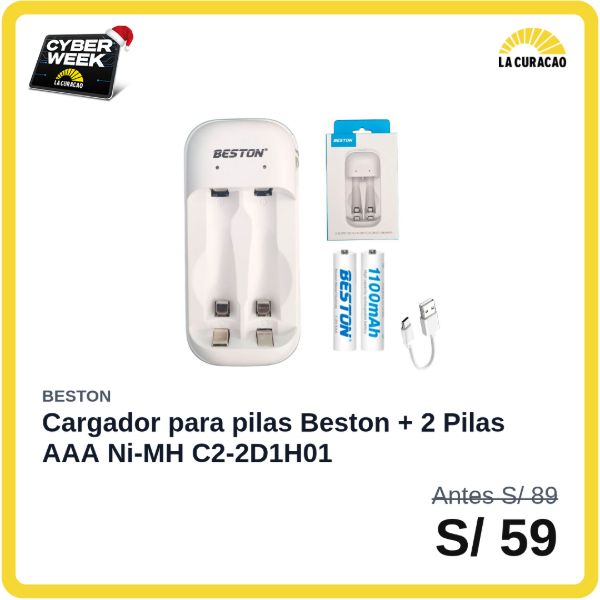 CYBER
WEEK
LA CURACAO
LA CURACAO
BESTON
BESTON
BESTON
1100mAh
BESTON
Cargador para pilas Beston + 2 Pilas
AAA Ni-MH C2-2D1H01
Antes S/ 89
S/ 59